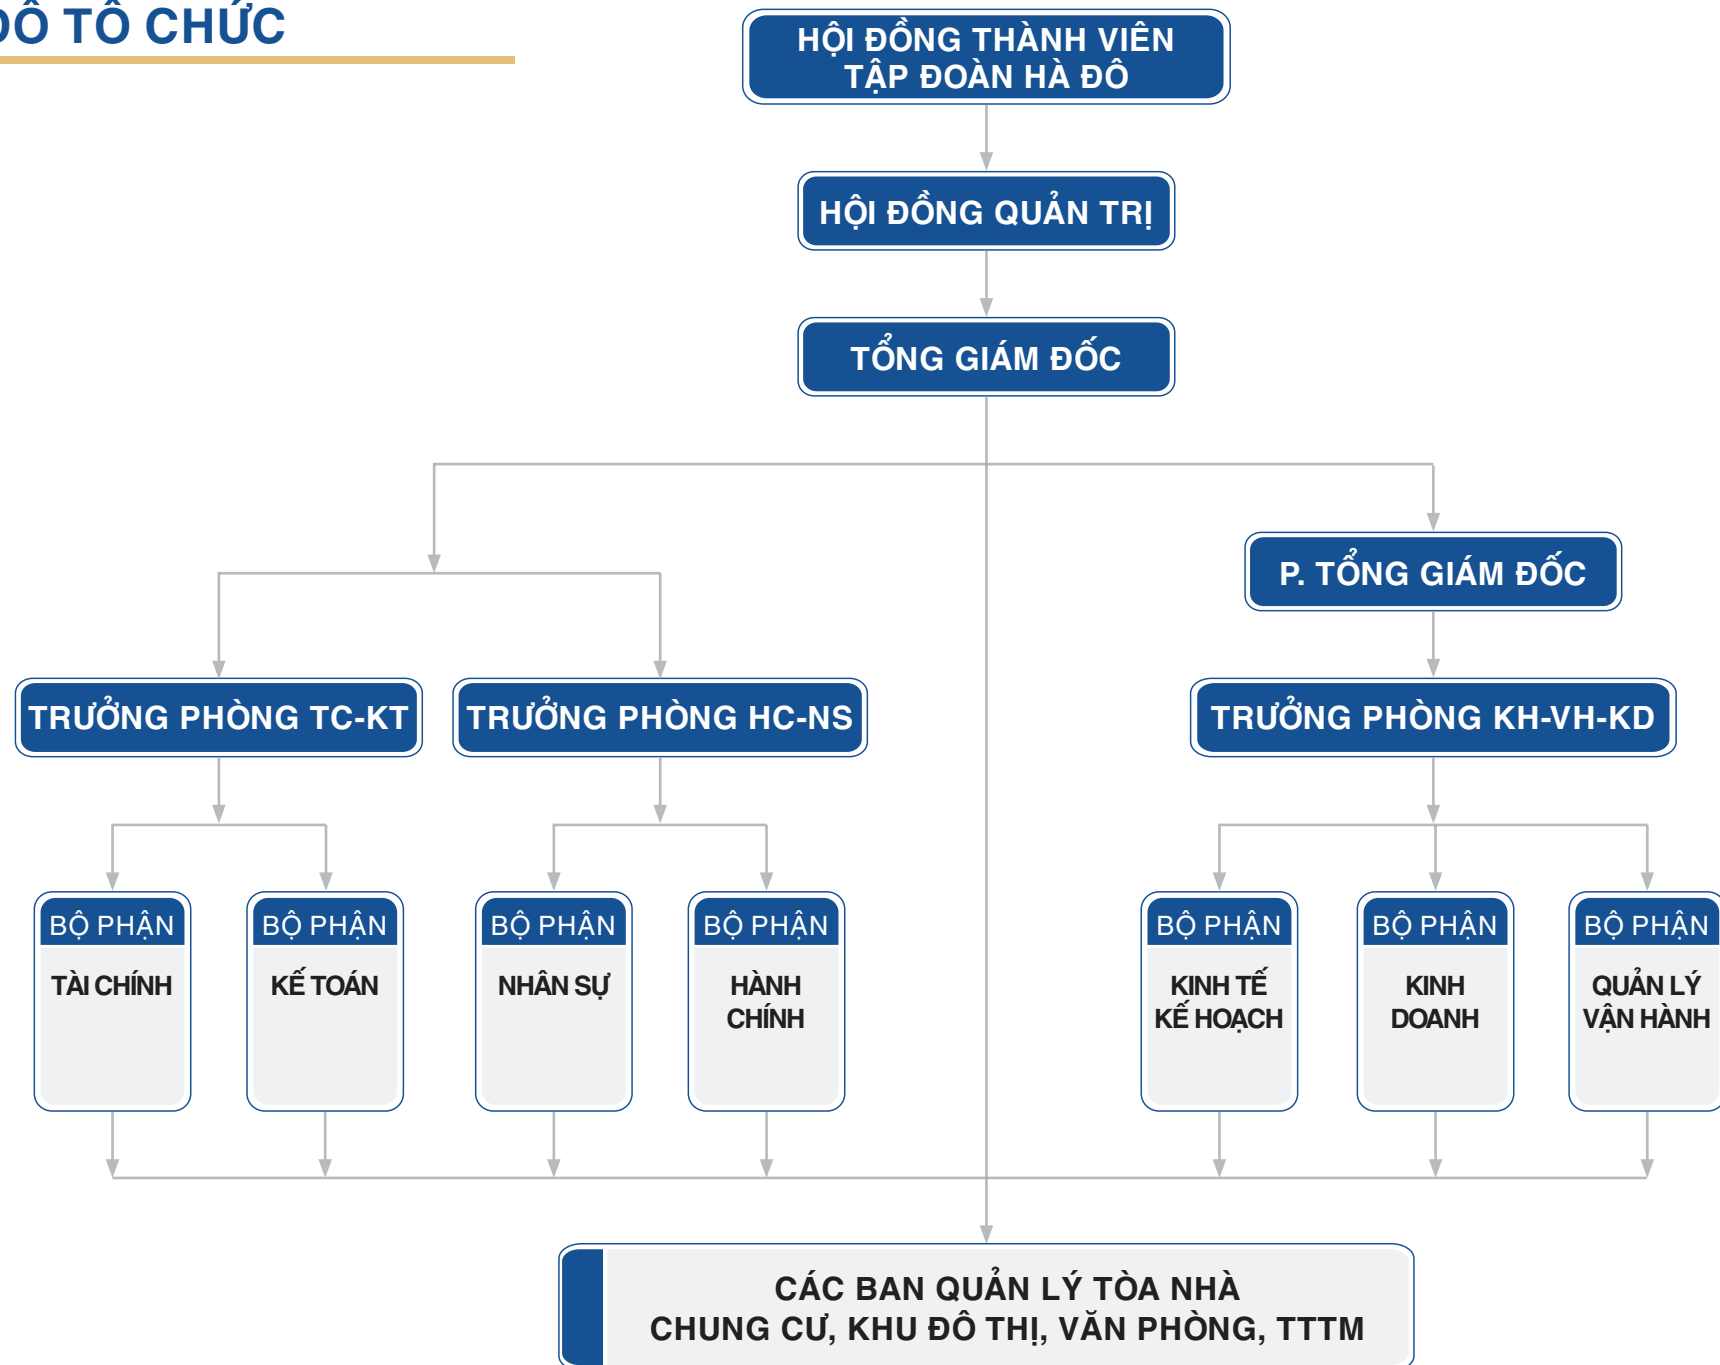 ĐỒ TỔ CHỨC
HỘI ĐỒNG THÀNH VIÊN
TẬP ĐOÀN HÀ ĐÔ
HỘI ĐỒNG QUẢN TRỊ
TỔNG GIÁM ĐỐC
P. TỔNG GIÁM ĐỐC
TRƯỞNG PHÒNG TC-KT
TRƯỞNG PHÒNG HC-NS
TRƯỞNG PHÒNG KH-VH-KD
BỘ PHẬN
TÀI CHÍNH
BỘ PHẬN
KẾ TOÁN
BỘ PHẬN
NHÂN SỰ
BỘ PHẬN
HÀNH
CHÍNH
BỘ PHẬN
KINH TẾ
KẾ HOẠCH
BỘ PHẬN
KINH
DOANH
BỘ PHẬN
QUẢN LÝ
VẬN HÀNH
CÁC BAN QUẢN LÝ TÒA NHÀ
CHUNG CƯ, KHU ĐÔ THỊ, VĂN PHÒNG, TTTM